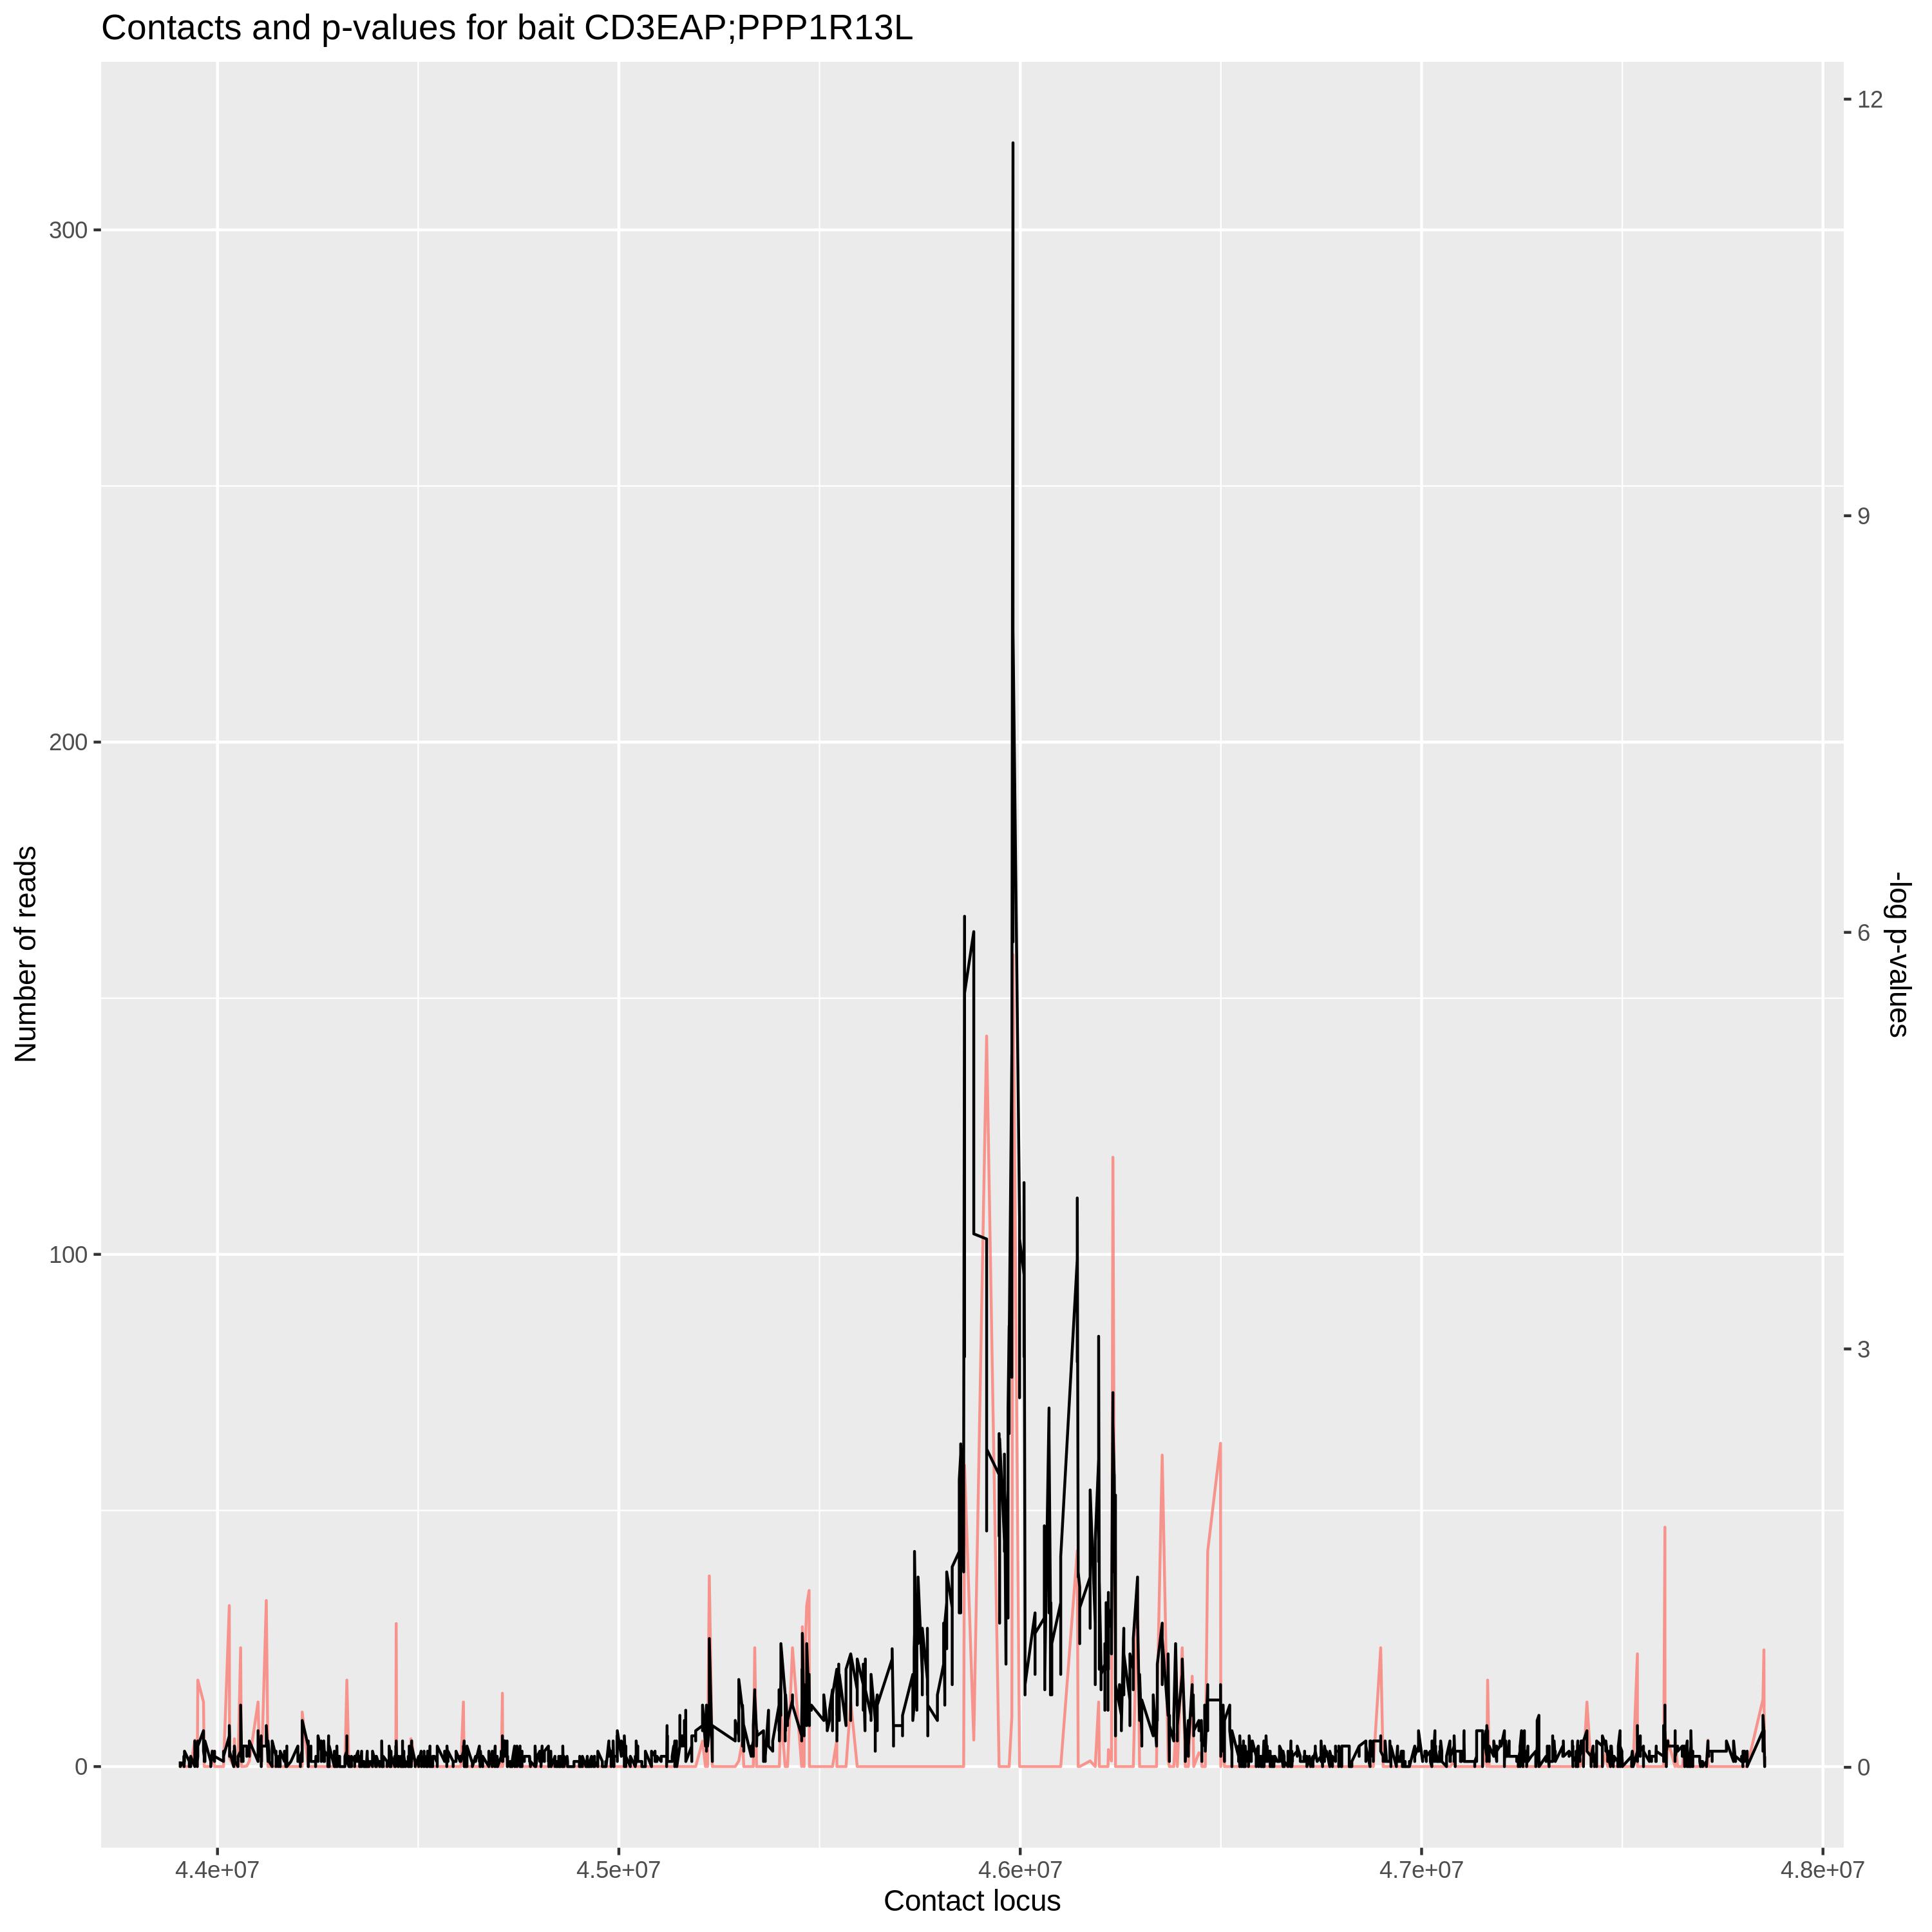 Contacts and p-values for bait CD3EAP;PPP1R13L
Number of reads
300
200
100
0
12
9
6
3
0
-log p-values
4.4e+07
4.5e+07
4.6e+07
4.7e+07
4.8e+07
Contact locus